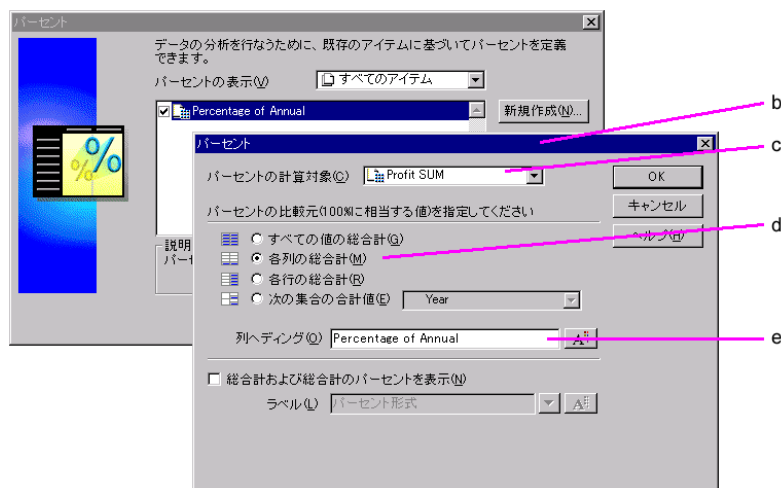 パーセント
データの分析を行なうために、既存のアイテムに基づいてパーセントを定義
できます。
パーセントの表示(V) すべてのアイテム
Percentage of Annual 新規作成(N)...
b
パーセント
c
パーセントの計算対象(C) Profit SUM OK
パーセントの比較元(100%に相当する値)を指定してください キャンセル
すべての値の総合計(G) ヘルプ(H)
d
説明
パー
各列の総合計(M)
各行の総合計(R)
次の集合の合計値(E) Year
列ヘディング(O) Percentage of Annual A
e
総合計および総合計のパーセントを表示(N)
ラベル(L) パーセント形式 A